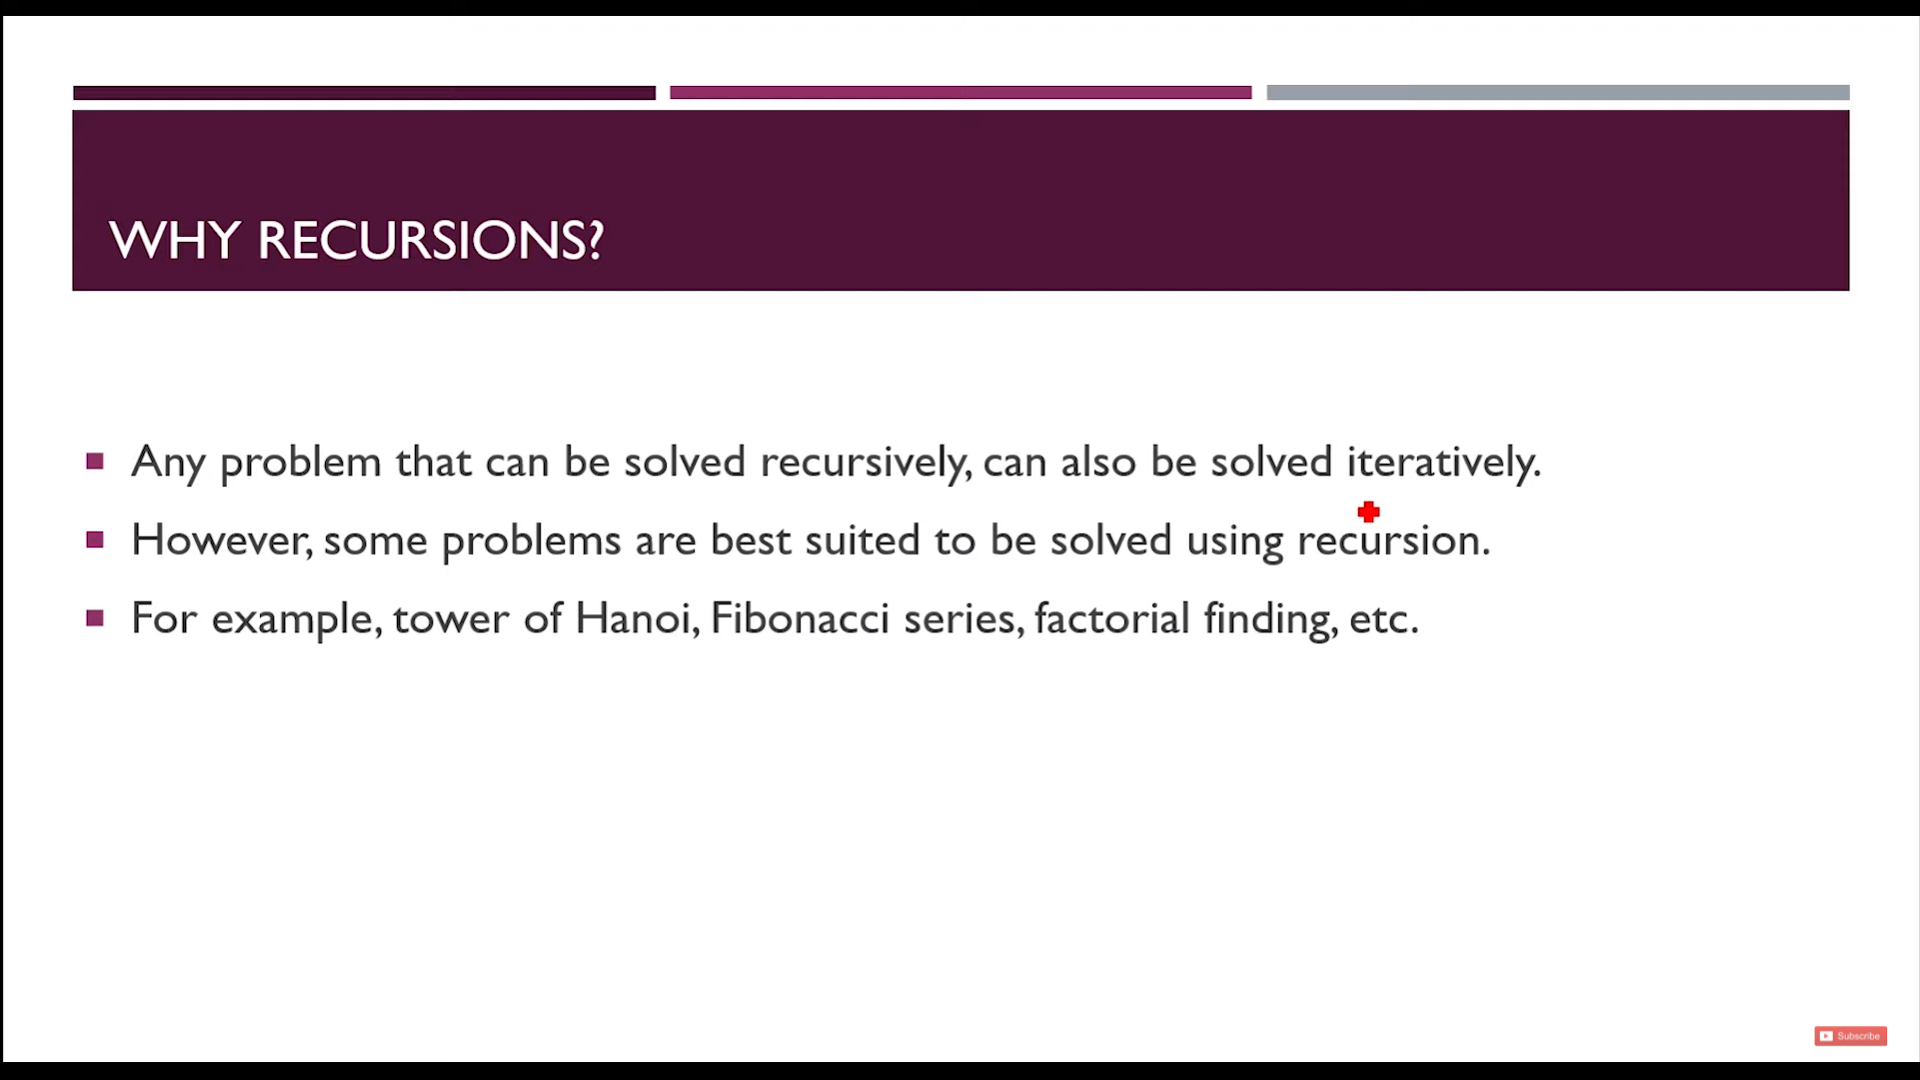 WHY RECURSIONS?
Any problem that can be solved recursively, can also be solved iteratively.
However, some problems are best suited to be solved using recursion.
For example, tower of Hanoi, Fibonacci series, factorial finding, etc.
Subscribe